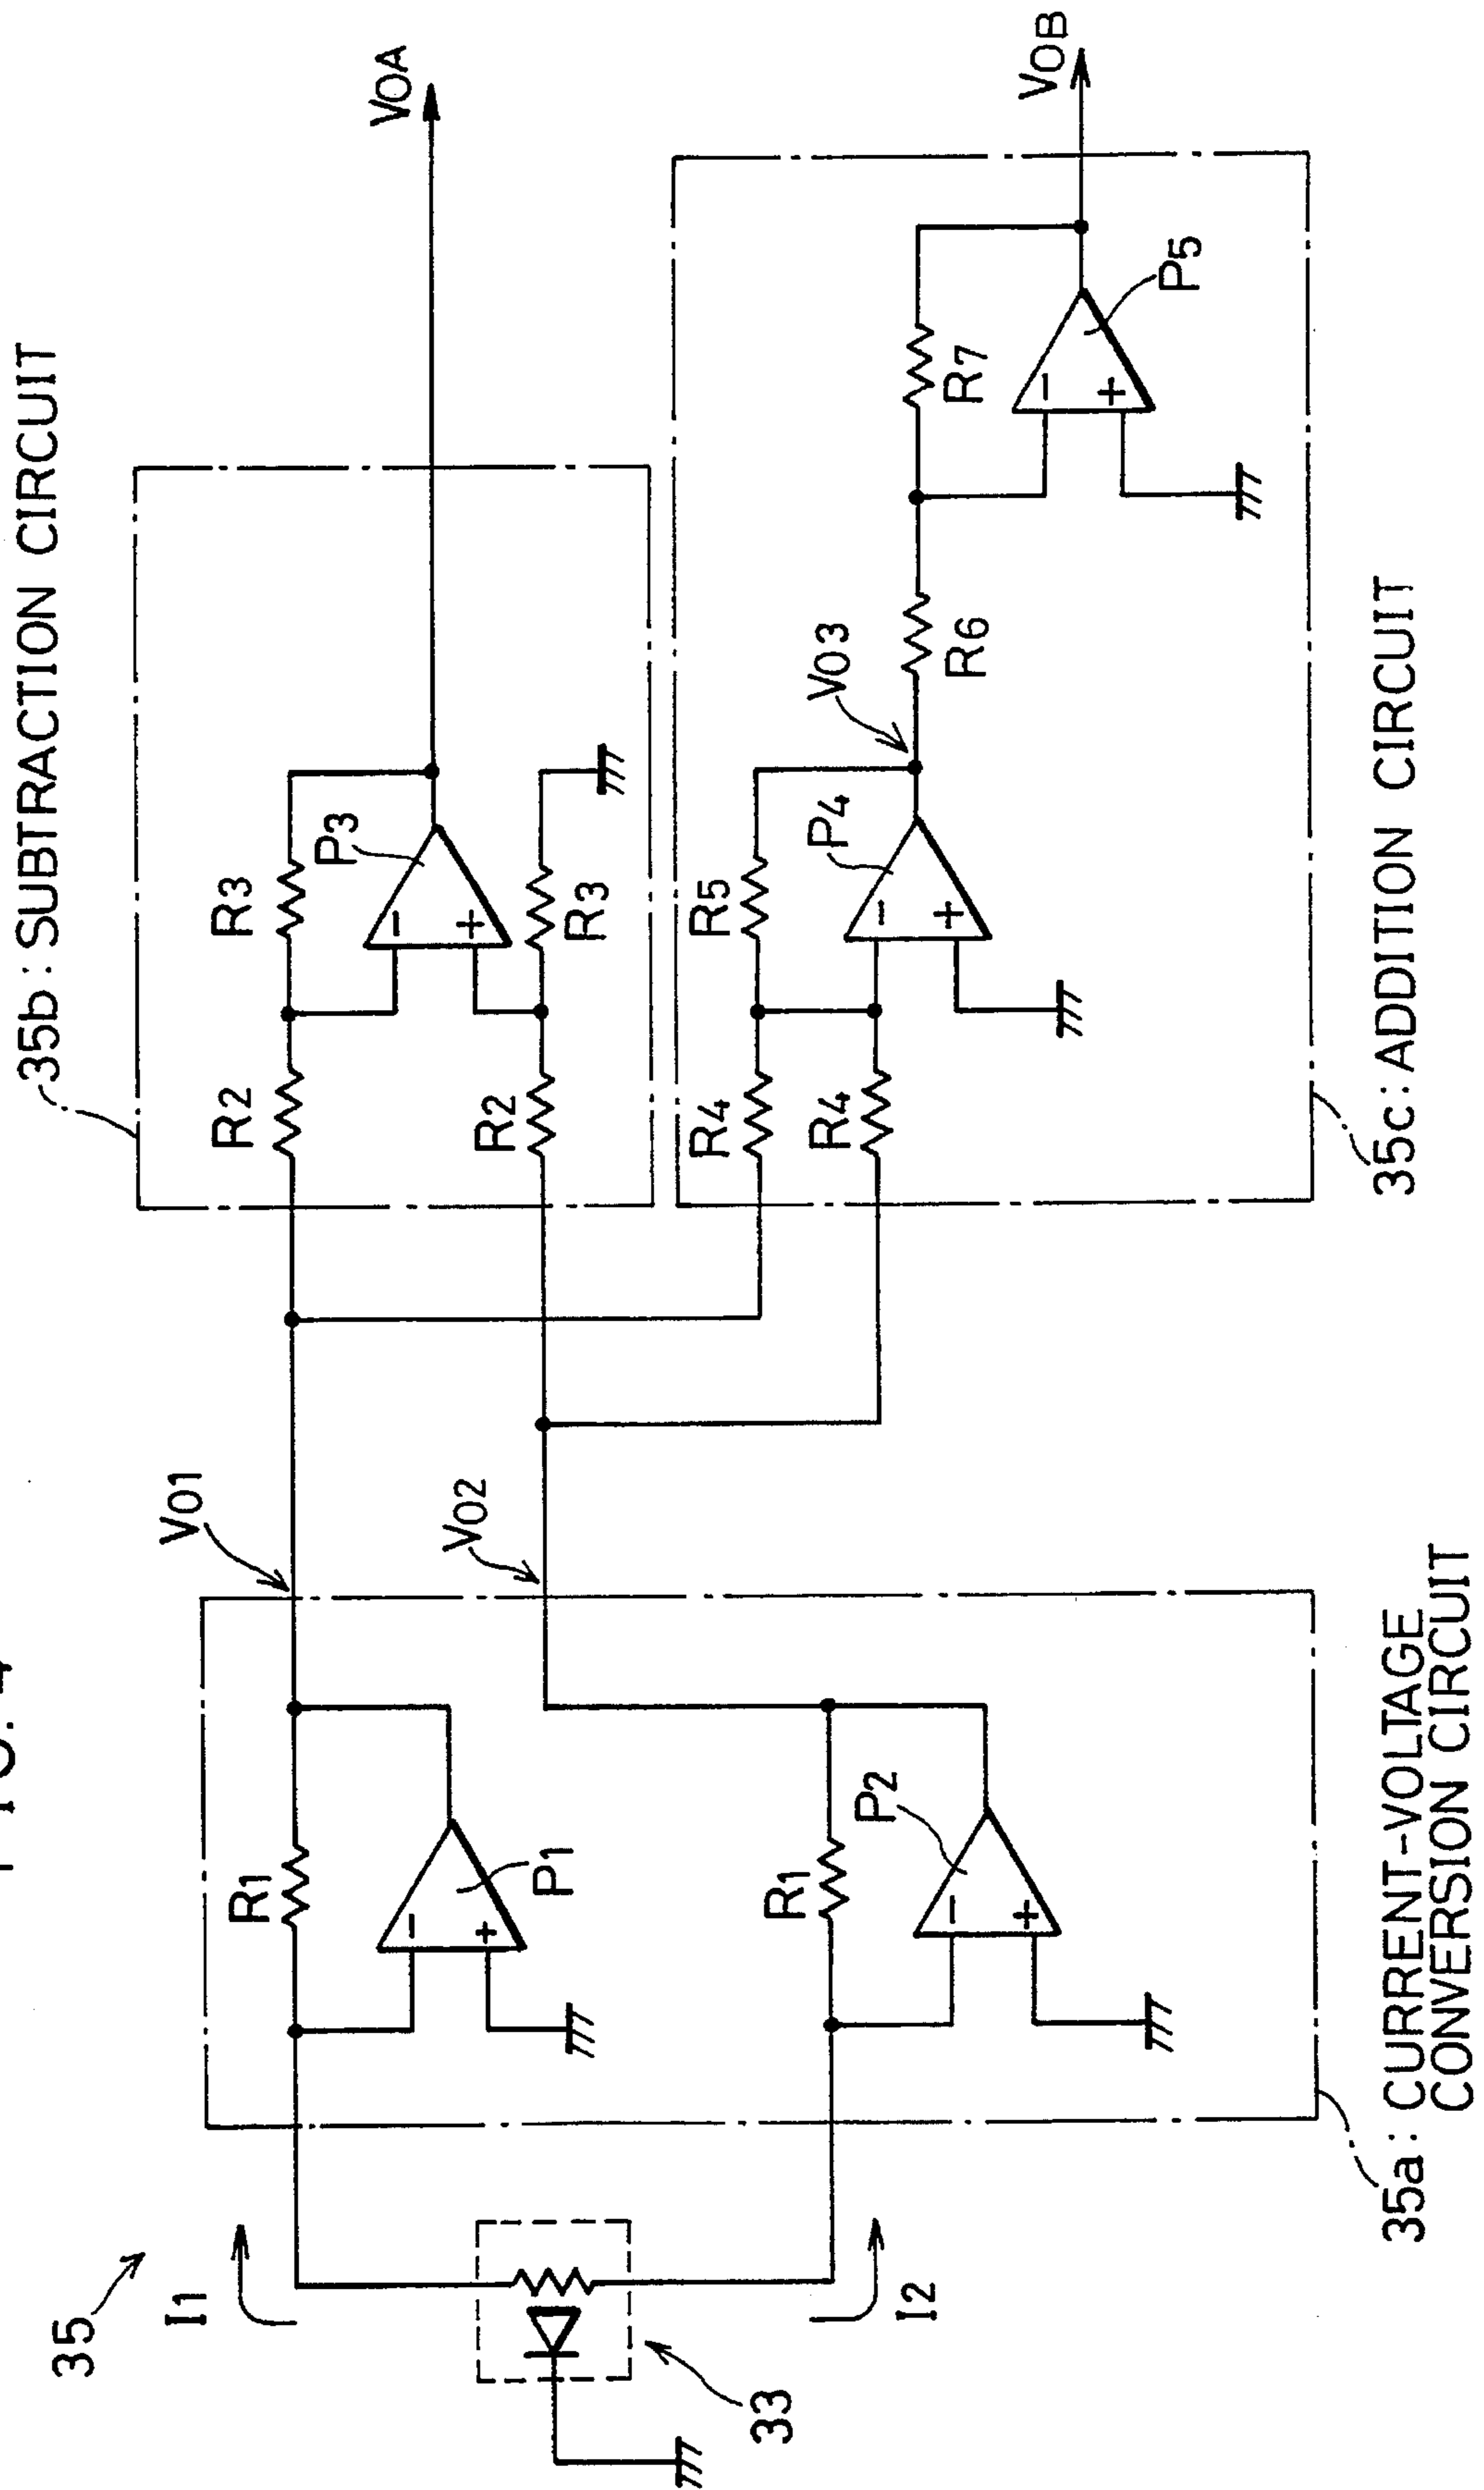 FIG. 4
35
35b: SUBTRACTION CIRCUIT
I1
R1
V01
R2
R3
VOA
-
+
P1
P3
-
+
V02
R2
R3
33
R1
P2
R4
R5
-
+
I2
R4
P4
V03
-
+
R6
R7
VOB
-
+
P5
35a: CURRENT-VOLTAGE
CONVERSION CIRCUIT
35c: ADDITION CIRCUIT